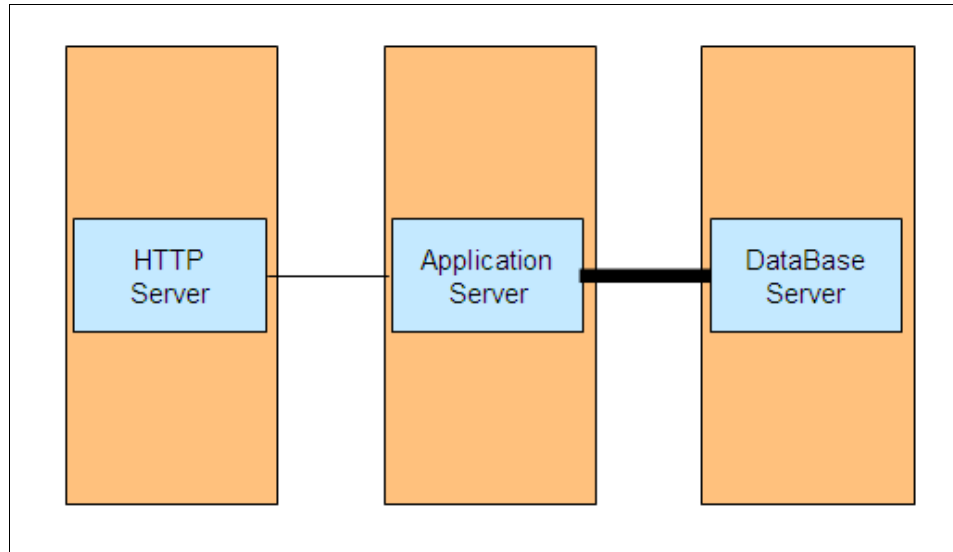 HTTP
Server
Application
Server
DataBase
Server